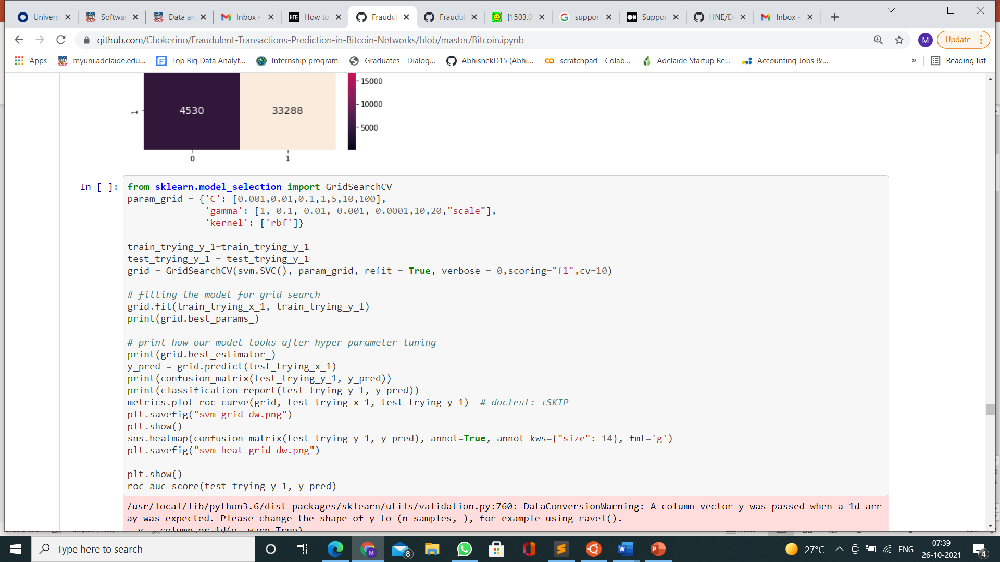 Univers
Softwar
Data an
Inbox -
How to
Fraudul
Fraudul
[1503.0
suppor
Suppor
HNE/D
Inbox -
github.com/Chokerino/Fraudulent-Transactions-Prediction-in-Bitcoin-Networks/blob/master/Bitcoin.ipynb
M
Update
Apps
myuni.adelaide.edu...
Top Big Data Analyt...
Internship program
Graduates - Dialog...
AbhishekD15 (Abhi...
scratchpad - Colab...
Adelaide Startup Re...
Accounting Jobs &...
»
Reading list
15000
10000
5000
1
4530
33288
0
1
In [ ]:
from sklearn.model_selection import GridSearchCV
param_grid = {'C': [0.001,0.01,0.1,1,5,10,100],
'gamma': [1, 0.1, 0.01, 0.001, 0.0001,10,20,"scale"],
'kernel': ['rbf']}
train_trying_y_1=train_trying_y_1
test_trying_y_1 = test_trying_y_1
grid = GridSearchCV(svm.SVC(), param_grid, refit = True, verbose = 0,scoring="f1",cv=10)
# fitting the model for grid search
grid.fit(train_trying_x_1, train_trying_y_1)
print(grid.best_params_)
# print how our model looks after hyper-parameter tuning
print(grid.best_estimator_)
y_pred = grid.predict(test_trying_x_1)
print(confusion_matrix(test_trying_y_1, y_pred))
print(classification_report(test_trying_y_1, y_pred))
metrics.plot_roc_curve(grid, test_trying_x_1, test_trying_y_1)  # doctest: +SKIP
plt.savefig("svm_grid_dw.png")
plt.show()
sns.heatmap(confusion_matrix(test_trying_y_1, y_pred), annot=True, annot_kws={"size": 14}, fmt='g')
plt.savefig("svm_heat_grid_dw.png")
plt.show()
roc_auc_score(test_trying_y_1, y_pred)
/usr/local/lib/python3.6/dist-packages/sklearn/utils/validation.py:760: DataConversionWarning: A column-vector y was passed when a 1d arr
ay was expected. Please change the shape of y to (n_samples, ), for example using ravel().
y = column_or_1d(y, warn=True)
Type here to search
8
27°C
ENG
07:39
26-10-2021
4